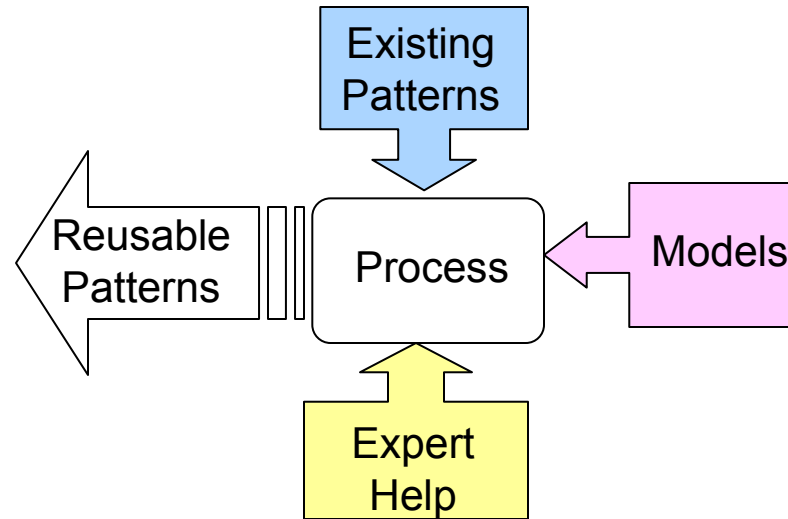 Existing
Patterns
Reusable
Patterns
Process
Models
Expert
Help